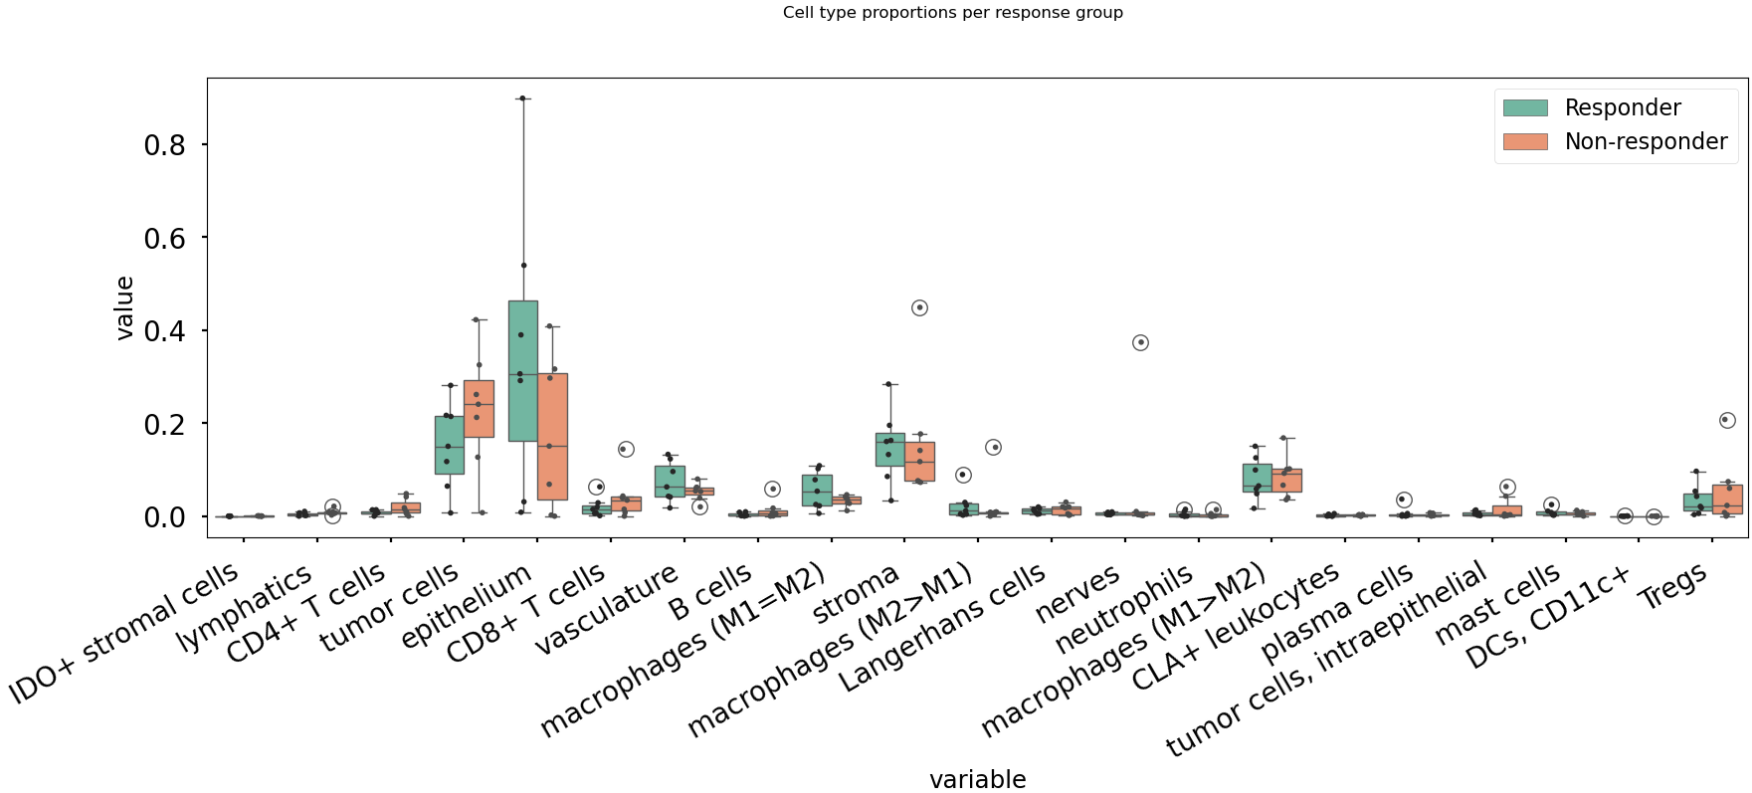 Cell type proportions per response group
Responder
Non-responder
0.8
0.6
0.4
0.2
0.0
value
IDO+ stromal cells
lymphatics
CD4+ T cells
tumor cells
epithelium
CD8+ T cells
vasculature
B cells
macrophages (M1=M2)
stroma
macrophages (M2>M1)
Langerhans cells
nerves
neutrophils
macrophages (M1>M2)
CLA+ leukocytes
plasma cells
tumor cells, intraepithelial
mast cells
DCs, CD11c+
Tregs
variable